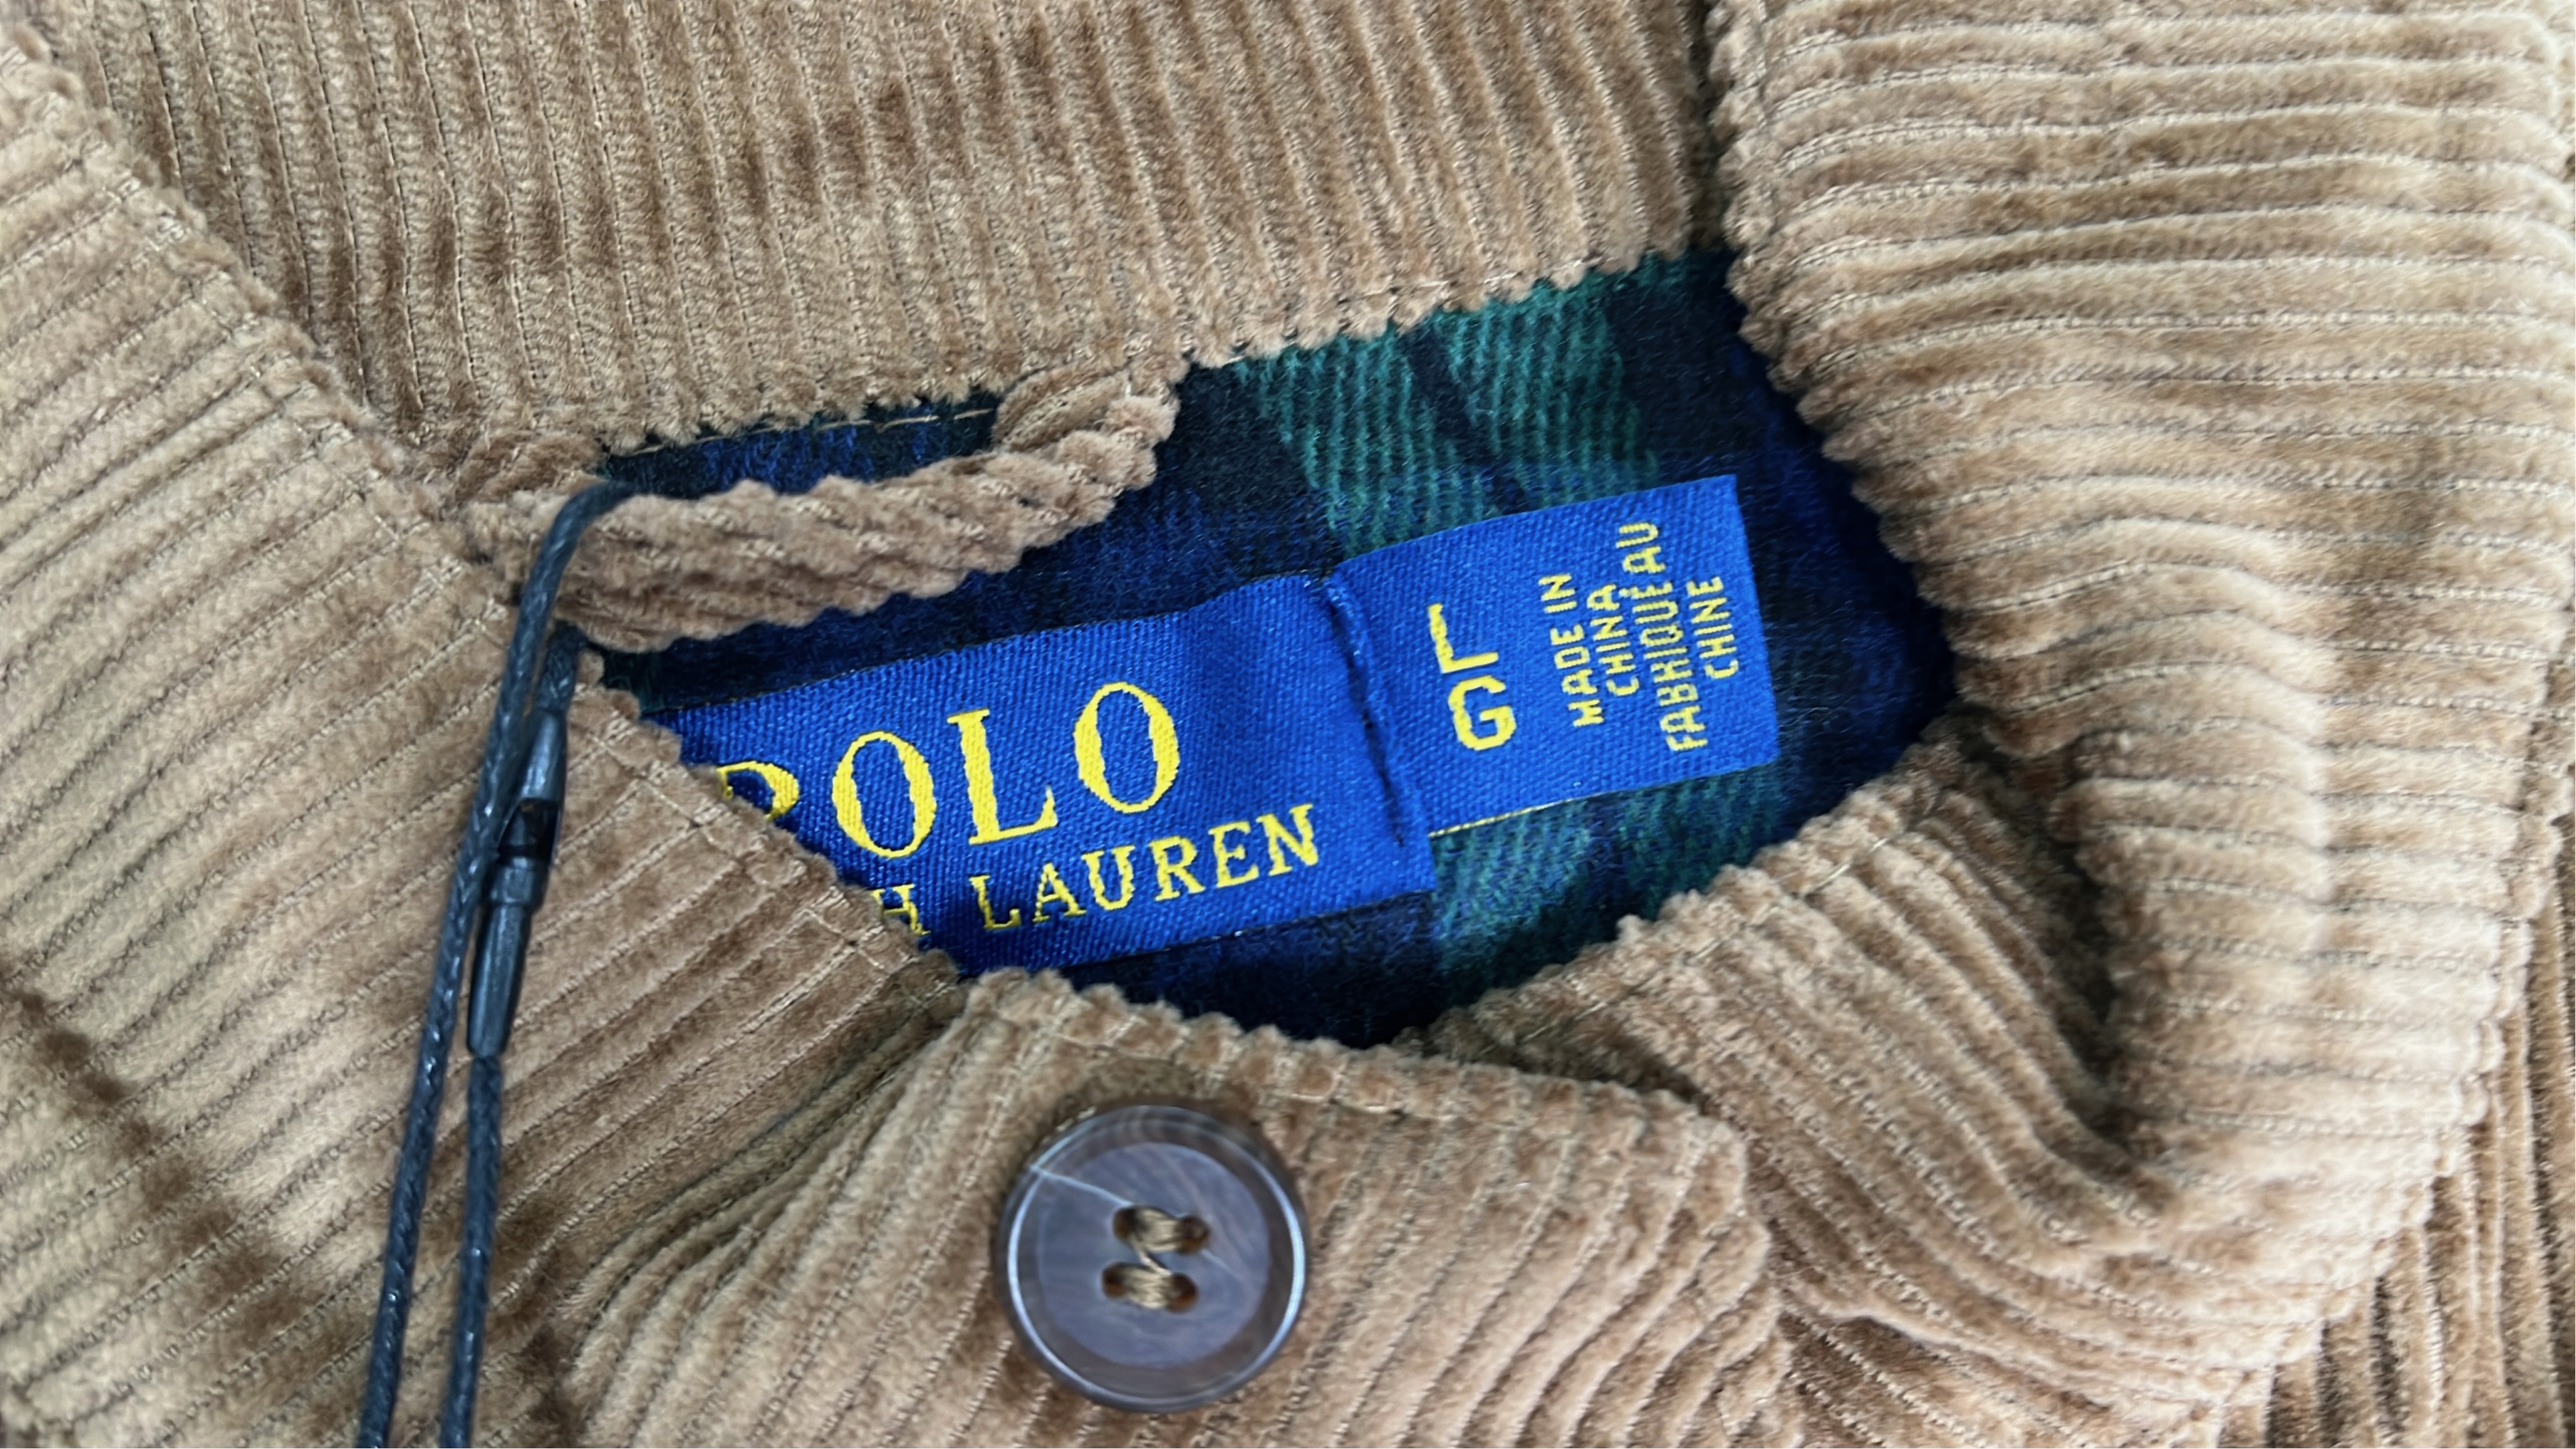 POLO
H LAUREN
L
G
MADE IN
CHINA
FABRIQUÉ AU
CHINE